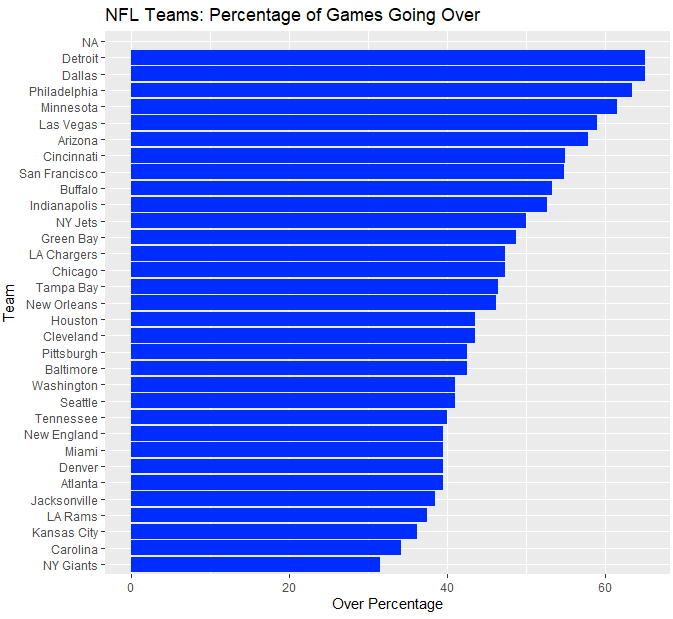 NFL Teams: Percentage of Games Going Over
NA
Detroit
Dallas
Philadelphia
Minnesota
Las Vegas
Arizona
Cincinnati
San Francisco
Buffalo
Indianapolis
NY Jets
Green Bay
LA Chargers
Chicago
Tampa Bay
New Orleans
Houston
Cleveland
Pittsburgh
Baltimore
Washington
Seattle
Tennessee
New England
Miami
Denver
Atlanta
Jacksonville
LA Rams
Kansas City
Carolina
NY Giants
Team
0 20 40 60
Over Percentage